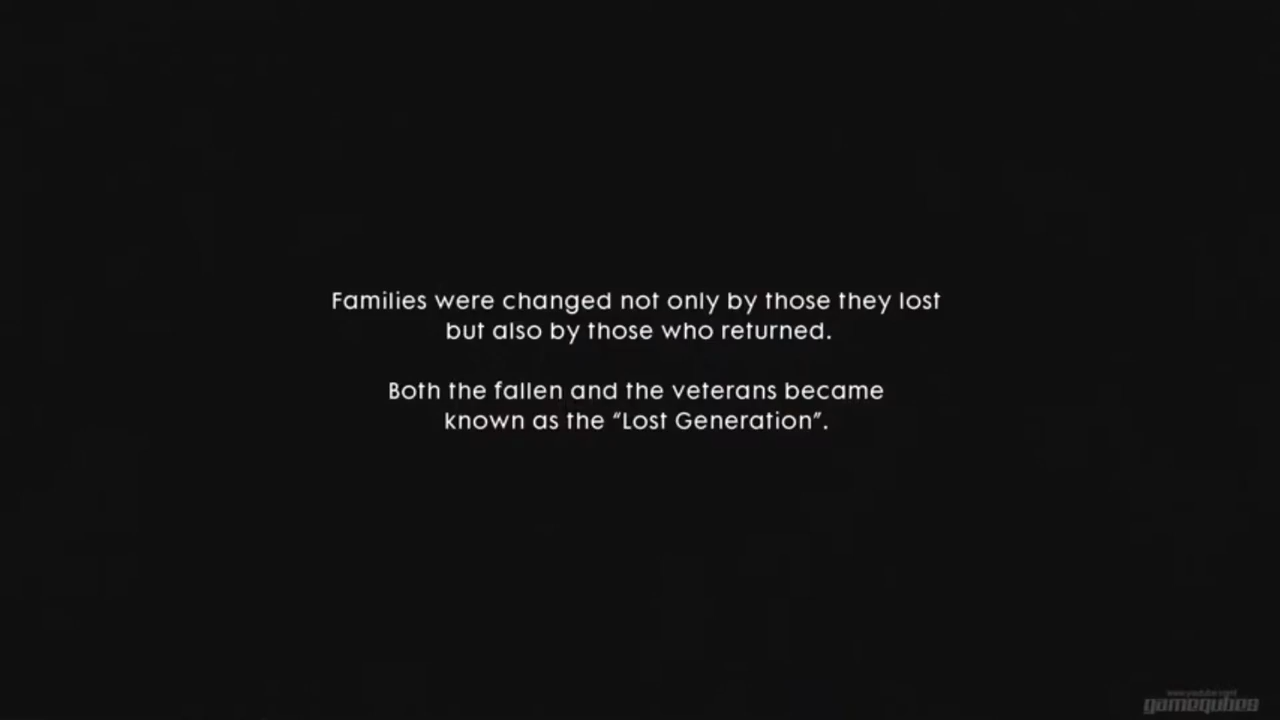 Families were changed not only by those they lost
but also by those who returned.
Both the fallen and the veterans became
known as the “Lost Generation”.
gamequbes